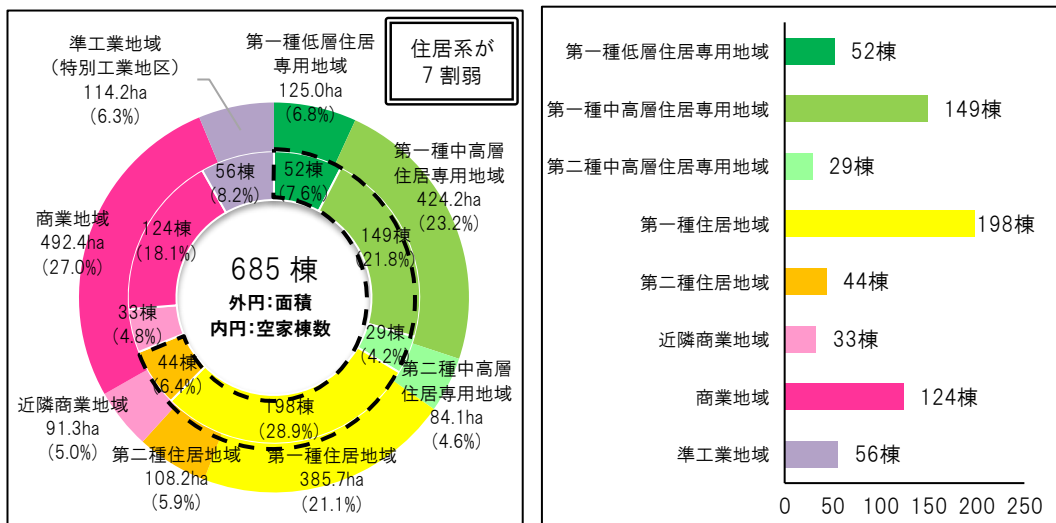 住居系が
7割弱
準工業地域
（特別工業地区）
114.2ha
(6.3%)
第一種低層住居
専用地域
125.0ha
(6.8%)
第一種中高層
住居専用地域
424.2ha
(23.2%)
第二種中高層
住居専用地域
84.1ha
(4.6%)
第一種住居地域
385.7ha
(21.1%)
第二種住居地域
108.2ha
(5.9%)
近隣商業地域
91.3ha
(5.0%)
商業地域
492.4ha
(27.0%)
56棟
(8.2%)
52棟
(7.6%)
149棟
(21.8%)
29棟
(4.2%)
198棟
(28.9%)
44棟
(6.4%)
33棟
(4.8%)
124棟
(18.1%)
685棟
外円：面積
内円：空家棟数
第一種低層住居専用地域 52棟
第一種中高層住居専用地域 149棟
第二種中高層住居専用地域 29棟
第一種住居地域 198棟
第二種住居地域 44棟
近隣商業地域 33棟
商業地域 124棟
準工業地域 56棟
0 50 100 150 200 250